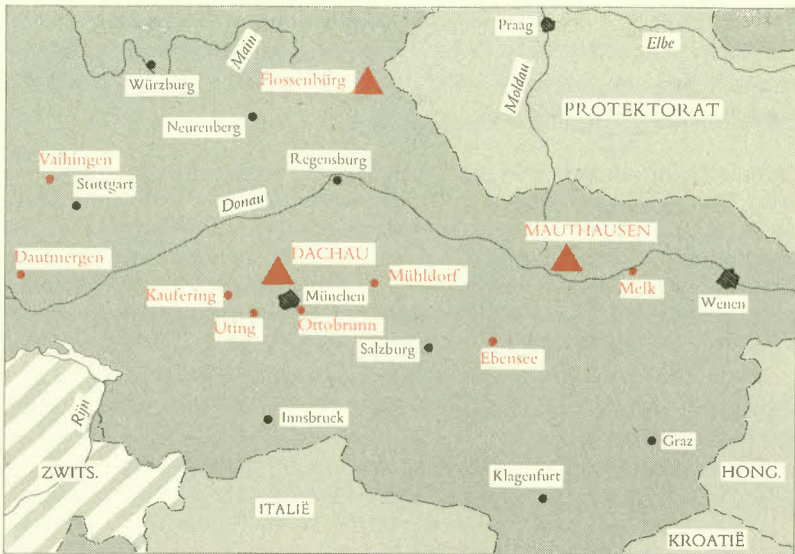 Praag
Main
Elbe
Würzburg
Flossenbürg
Moldau
Neurenberg
PROTEKTORAT
Vaihingen
Regensburg
Stuttgart
Donau
MAUTHAUSEN
DACHAU
Dautmergen
Mühldorf
Melk
Kaufering
München
Wenen
Uting
Ottobrunn
Salzburg
Ebensee
Rijn
Innsbruck
Graz
ZWITS.
Klagenfurt
HONG.
ITALIË
KROATIË